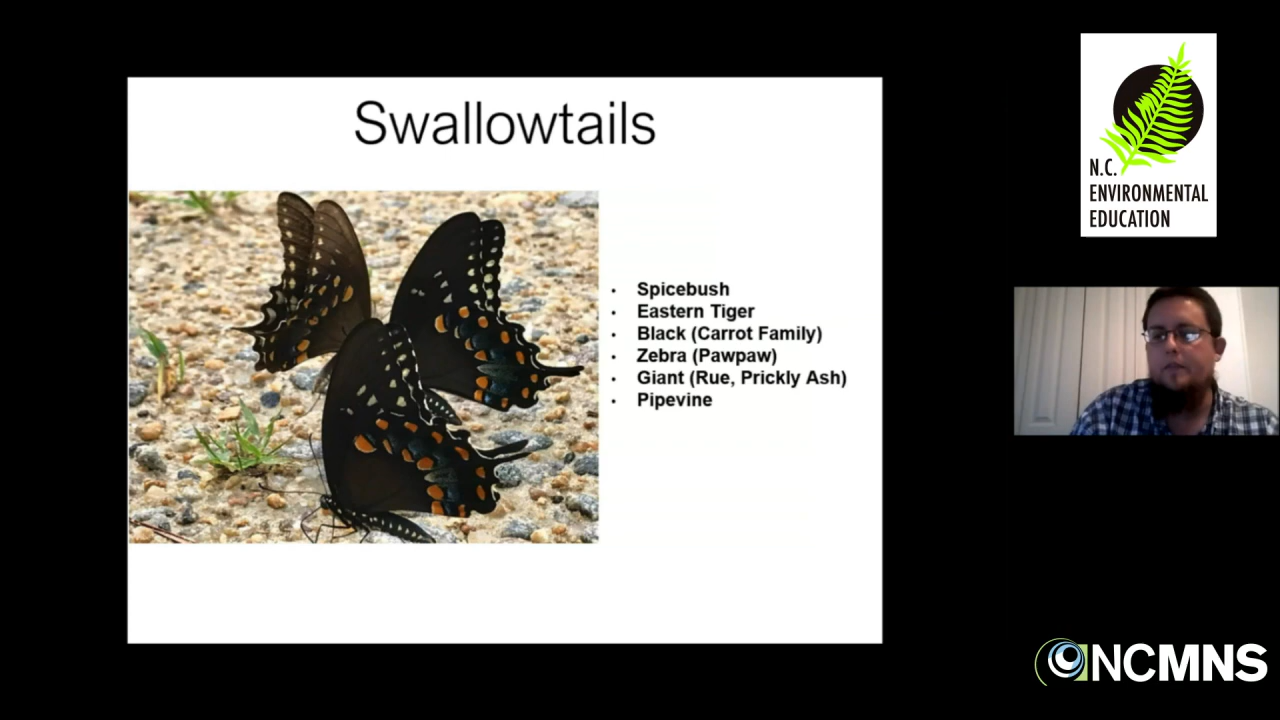 Swallowtails
• Spicebush
• Eastern Tiger
• Black (Carrot Family)
• Zebra (Pawpaw)
• Giant (Rue, Prickly Ash)
• Pipevine
N.C.
ENVIRONMENTAL
EDUCATION
NCMNS